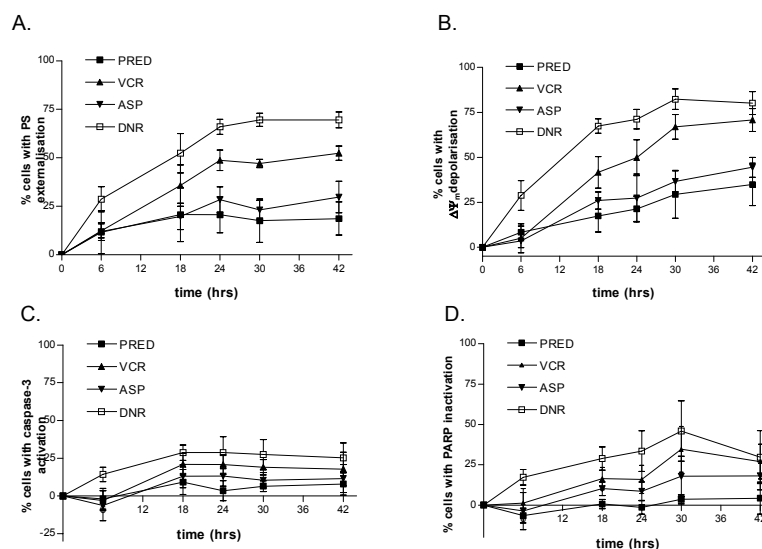 A.
100
75
50
25
0
% cells with PS
externalisation
PRED
VCR
ASP
DNR
0 6 12 18 24 30 36 42
time (hrs)
B.
100
75
50
25
0
% cells with
ΔΨm depolarisation
PRED
VCR
ASP
DNR
0 6 12 18 24 30 36 42
time (hrs)
C.
100
75
50
25
0
-25
% cells with caspase-3
activation
PRED
VCR
ASP
DNR
12 18 24 30 36 42
time (hrs)
D.
100
75
50
25
0
-25
% cells with PARP inactivation
PRED
VCR
ASP
DNR
12 18 24 30 36 42
time (hrs)